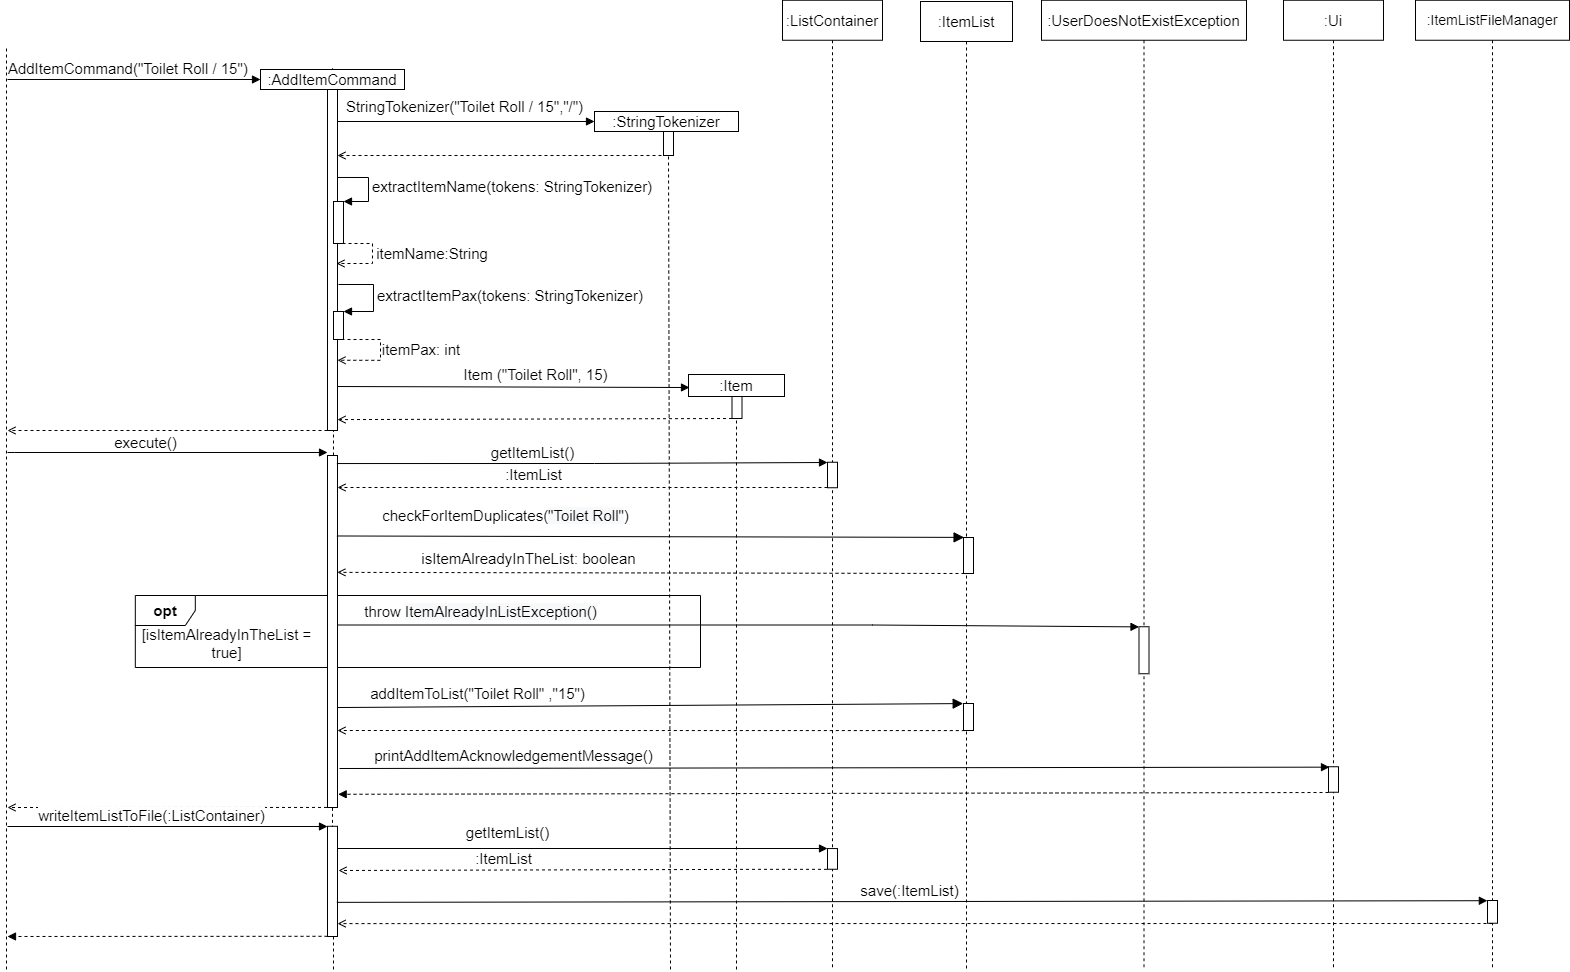 :ListContainer
:ItemList
:UserDoesNotExistException
:Ui
:ItemListFileManager
AddItemCommand("Toilet Roll / 15")
:AddItemCommand
StringTokenizer("Toilet Roll / 15","/")
:StringTokenizer
extractItemName(tokens: StringTokenizer)
itemName:String
extractItemPax(tokens: StringTokenizer)
itemPax: int
Item ("Toilet Roll", 15)
:Item
execute()
getItemList()
:ItemList
checkForItemDuplicates("Toilet Roll")
isItemAlreadyInTheList: boolean
opt
throw ItemAlreadyInListException()
[isItemAlreadyInTheList =
true]
addItemToList("Toilet Roll" ,"15")
printAddItemAcknowledgementMessage()
writeItemListToFile(:ListContainer)
getItemList()
:ItemList
save(:ItemList)